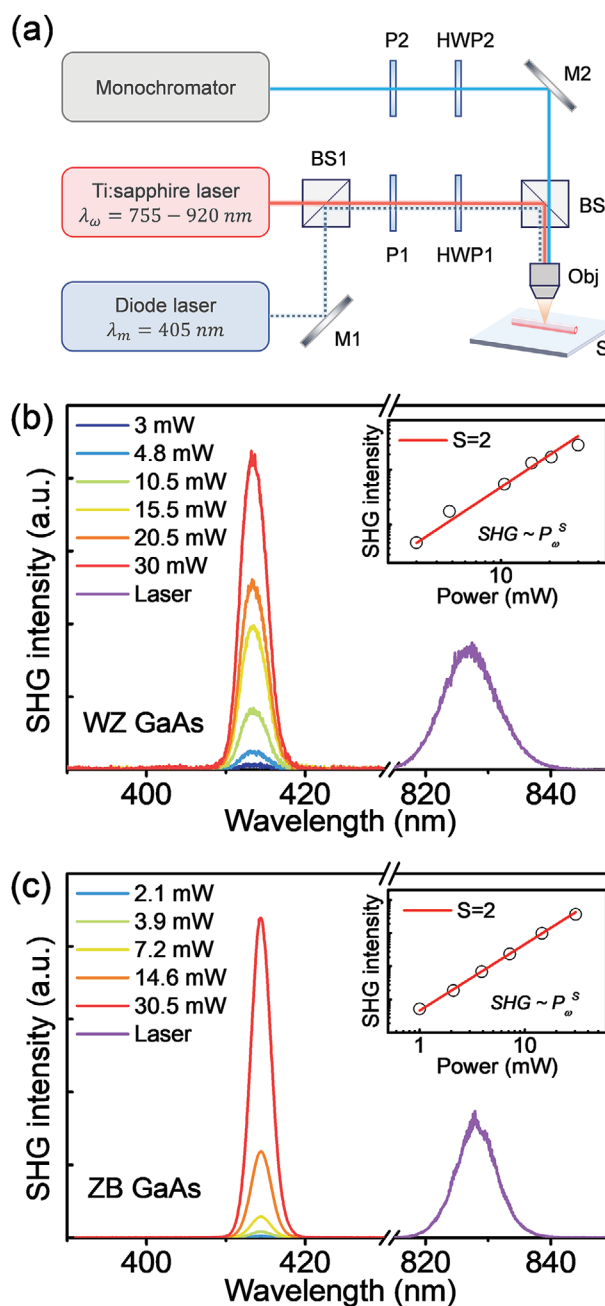 (a)
P2 HWP2
M2
Monochromator
BS1
Ti:sapphire laser
λω = 755 − 920 nm
BS
P1 HWP1
Obj
Diode laser
λm = 405 nm
M1
S
(b)
3 mW
4.8 mW
10.5 mW
15.5 mW
20.5 mW
30 mW
Laser
S=2
SHG intensity
SHG ~ PωS
10
Power (mW)
SHG intensity (a.u.)
WZ GaAs
400 420 820 840
Wavelength (nm)
(c)
2.1 mW
3.9 mW
7.2 mW
14.6 mW
30.5 mW
Laser
S=2
SHG intensity
SHG ~ PωS
1 10
Power (mW)
SHG intensity (a.u.)
ZB GaAs
400 420 820 840
Wavelength (nm)